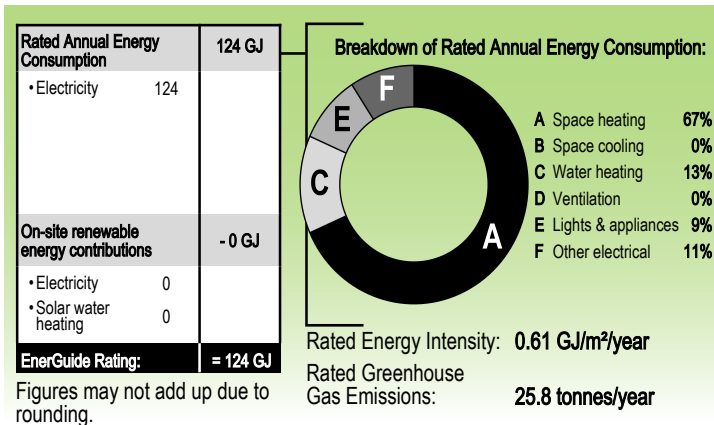 Rated Annual Energy
Consumption
124 GJ
• Electricity 124
On-site renewable
energy contributions
- 0 GJ
• Electricity 0
• Solar water
heating 0
EnerGuide Rating: = 124 GJ
Figures may not add up due to
rounding.
Breakdown of Rated Annual Energy Consumption:
F
E
C
A
A Space heating 67%
B Space cooling 0%
C Water heating 13%
D Ventilation 0%
E Lights & appliances 9%
F Other electrical 11%
Rated Energy Intensity: 0.61 GJ/m²/year
Rated Greenhouse
Gas Emissions: 25.8 tonnes/year